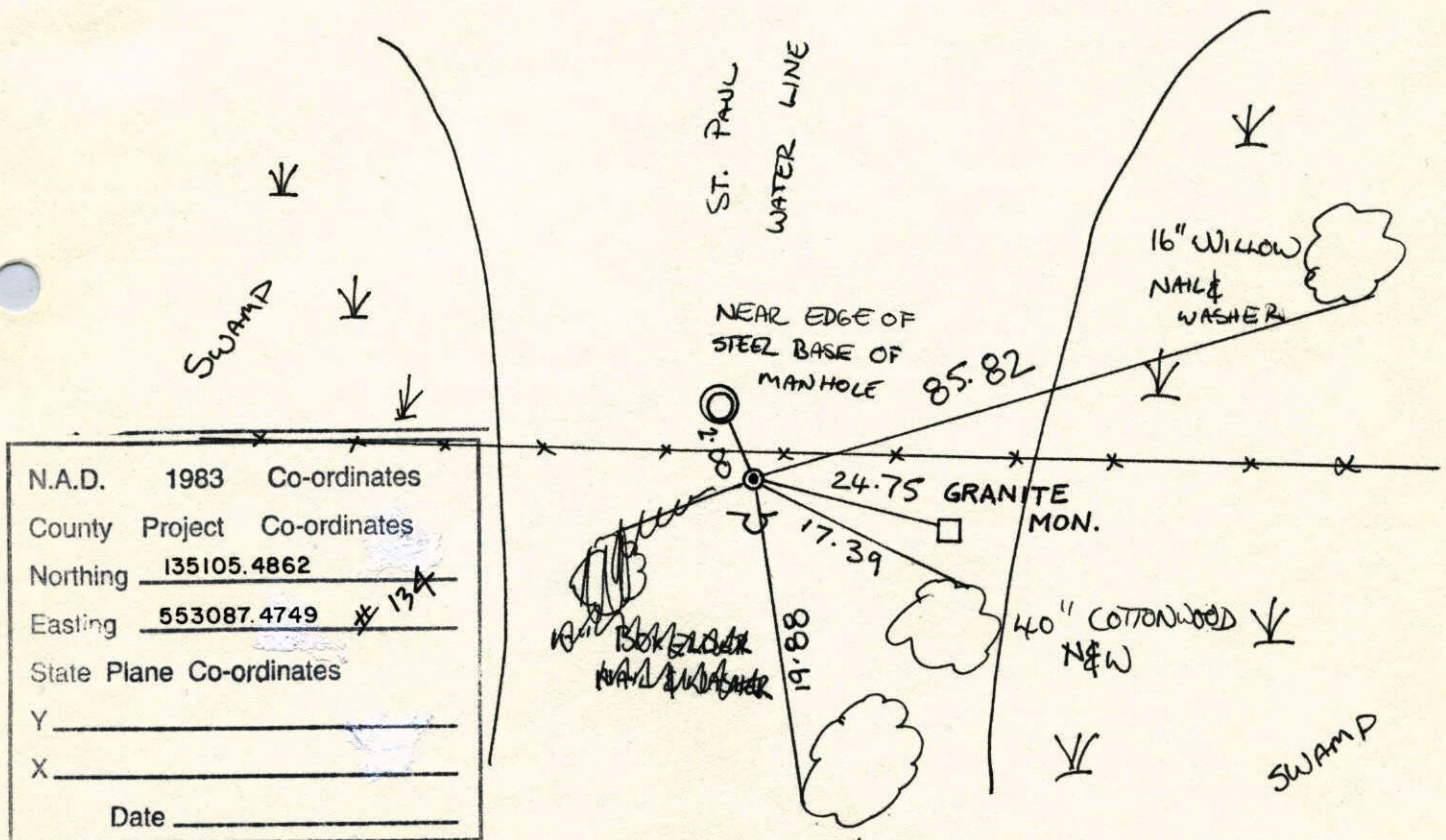 ST. PAUL
WATER LINE
16" WILLOW
NAIL &
WASHER
SWAMP
NEAR EDGE OF
STEEL BASE OF
MANHOLE
85.82
24.75 GRANITE
MON.
17.39
19.88
40" COTTONWOOD
N&W
SWAMP
N.A.D. 1983 Co-ordinates
County Project Co-ordinates
Northing 135105.4862
Easting 553087.4749 # 134
State Plane Co-ordinates
Y
X
Date